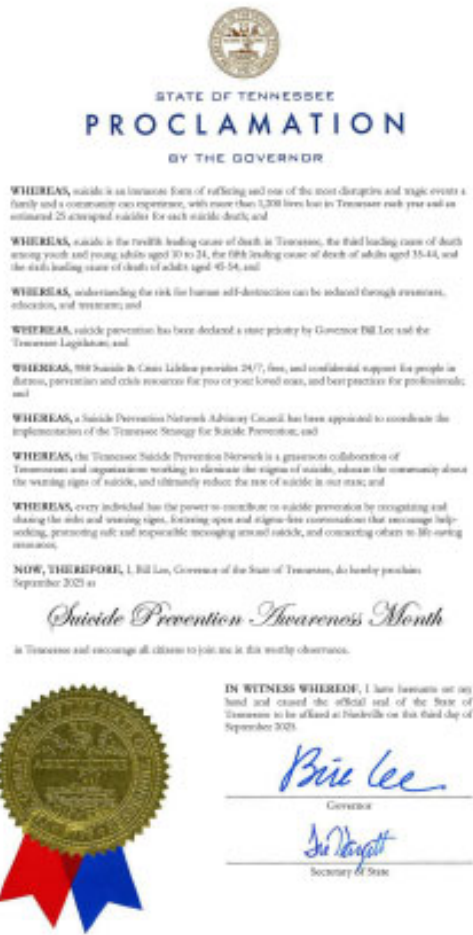 STATE OF TENNESSEE
PROCLAMATION
BY THE GOVERNOR
WHEREAS, suicide is an immense form of suffering and one of the most disruptive and tragic events a
family and a community can experience, with more than 1,200 lives lost in Tennessee each year and an
estimated 25 attempted suicides for each suicide death; and
WHEREAS, suicide is the twelfth leading cause of death in Tennessee, the third leading cause of death
among youth and young adults aged 10 to 24, the fifth leading cause of death of adults aged 35-44, and
the sixth leading cause of death of adults aged 45-54; and
WHEREAS, understanding the risk for human self-destruction can be reduced through awareness,
education, and treatment; and
WHEREAS, suicide prevention has been declared a state priority by Governor Bill Lee and the
Tennessee Legislature; and
WHEREAS, 988 Suicide & Crisis Lifeline provides 24/7, free, and confidential support for people in
distress, prevention and crisis resources for you or your loved ones, and best practices for professionals;
and
WHEREAS, a Suicide Prevention Network Advisory Council has been appointed to coordinate the
implementation of the Tennessee Strategy for Suicide Prevention; and
WHEREAS, the Tennessee Suicide Prevention Network is a grassroots collaboration of
Tennesseans and organizations working to eliminate the stigma of suicide, educate the community about
the warning signs of suicide, and ultimately reduce the rate of suicide in our state; and
WHEREAS, every individual has the power to contribute to suicide prevention by recognizing and
sharing the risks and warning signs, fostering open and stigma-free conversations that encourage help-
seeking, promoting safe and responsible messaging around suicide, and connecting others to life-saving
resources;
NOW, THEREFORE, I, Bill Lee, Governor of the State of Tennessee, do hereby proclaim
September 2025 as
Suicide Prevention Awareness Month
in Tennessee and encourage all citizens to join me in this worthy observance.
IN WITNESS WHEREOF, I have hereunto set my
hand and caused the official seal of the State of
Tennessee to be affixed at Nashville on this third day of
September 2025.
Bill Lee
Governor
Tre Hargett
Secretary of State